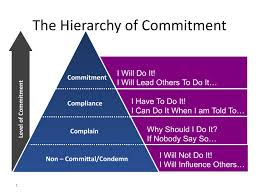 The Hierarchy of Commitment
Level of Commitment
Commitment
I Will Do It!
I Will Lead Others To Do It...
Compliance
I Have To Do It!
I Can Do It When I am Told To...
Complain
Why Should I Do It?
If Nobody Say So...
Non – Committal/Condemn
I Will Not Do It!
I Will Influence Others...